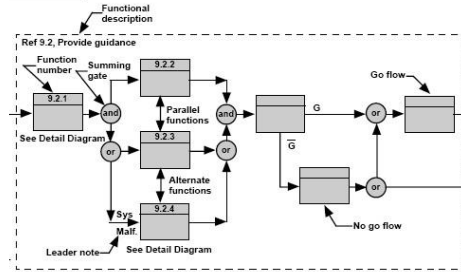 Functional
description
Ref 9.2, Provide guidance
Function
number
Summing
gate
9.2.2
Go flow
9.2.1
and
Parallel
functions
and
G
or
See Detail Diagram
or
9.2.3
or
G
Alternate
functions
or
Sys
Malf.
9.2.4
No go flow
Leader note
See Detail Diagram